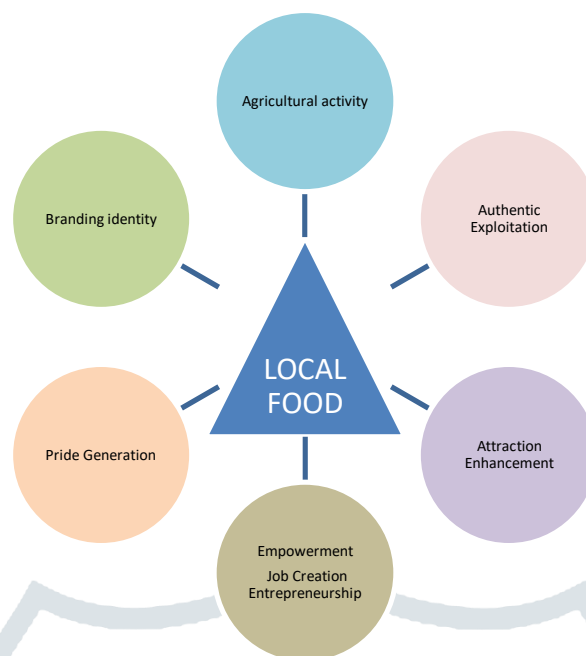 Agricultural activity
Branding identity
Authentic
Exploitation
LOCAL
FOOD
Pride Generation
Attraction
Enhancement
Empowerment
Job Creation
Entrepreneurship